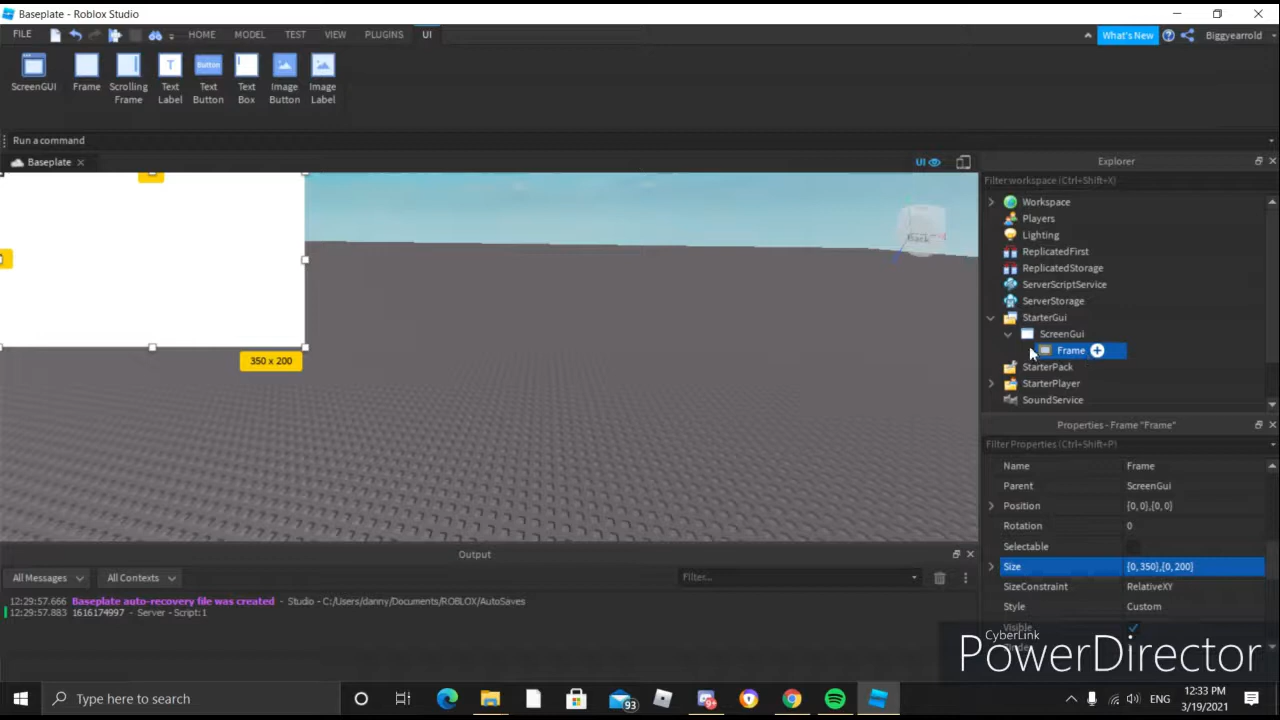 Baseplate - Roblox Studio
FILE HOME MODEL TEST VIEW PLUGINS UI What's New Biggyearrold
ScreenGUI Frame Scrolling Frame Text Label Text Button Text Box Image Button Image Label
T Button
Run a command
Baseplate UI Explorer
Filter workspace (Ctrl+Shift+X)
Workspace
Players
Lighting
Back
ReplicatedFirst
ReplicatedStorage
ServerScriptService
ServerStorage
StarterGui
ScreenGui
Frame
350 x 200
StarterPack
StarterPlayer
SoundService
Properties - Frame "Frame"
Filter Properties (Ctrl+Shift+P)
Name Frame
Parent ScreenGui
Position {0, 0},{0, 0}
Rotation 0
Selectable
Size {0, 350},{0, 200}
SizeConstraint RelativeXY
Style Custom
Visible
Output
All Messages All Contexts Filter...
12:29:57.666 Baseplate auto-recovery file was created - Studio - C:/Users/danny/Documents/ROBLOX/AutoSaves
12:29:57.883 1616174997 - Server - Script:1
CyberLink
PowerDirector
Type here to search 93 9+ ENG 12:33 PM
3/19/2021